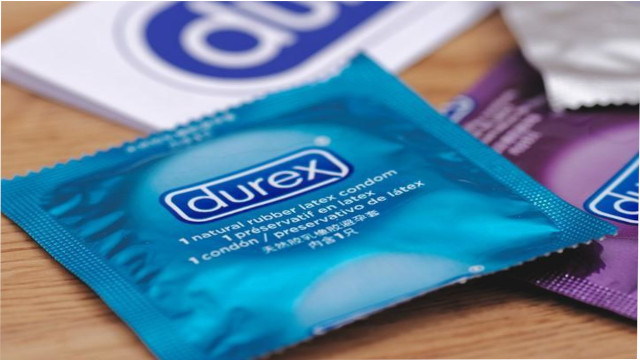 durex
durex
®
1 natural rubber latex condom
1 préservatif en latex
1 condón / preservativo de látex
天然胶乳橡胶避孕套
内含1只